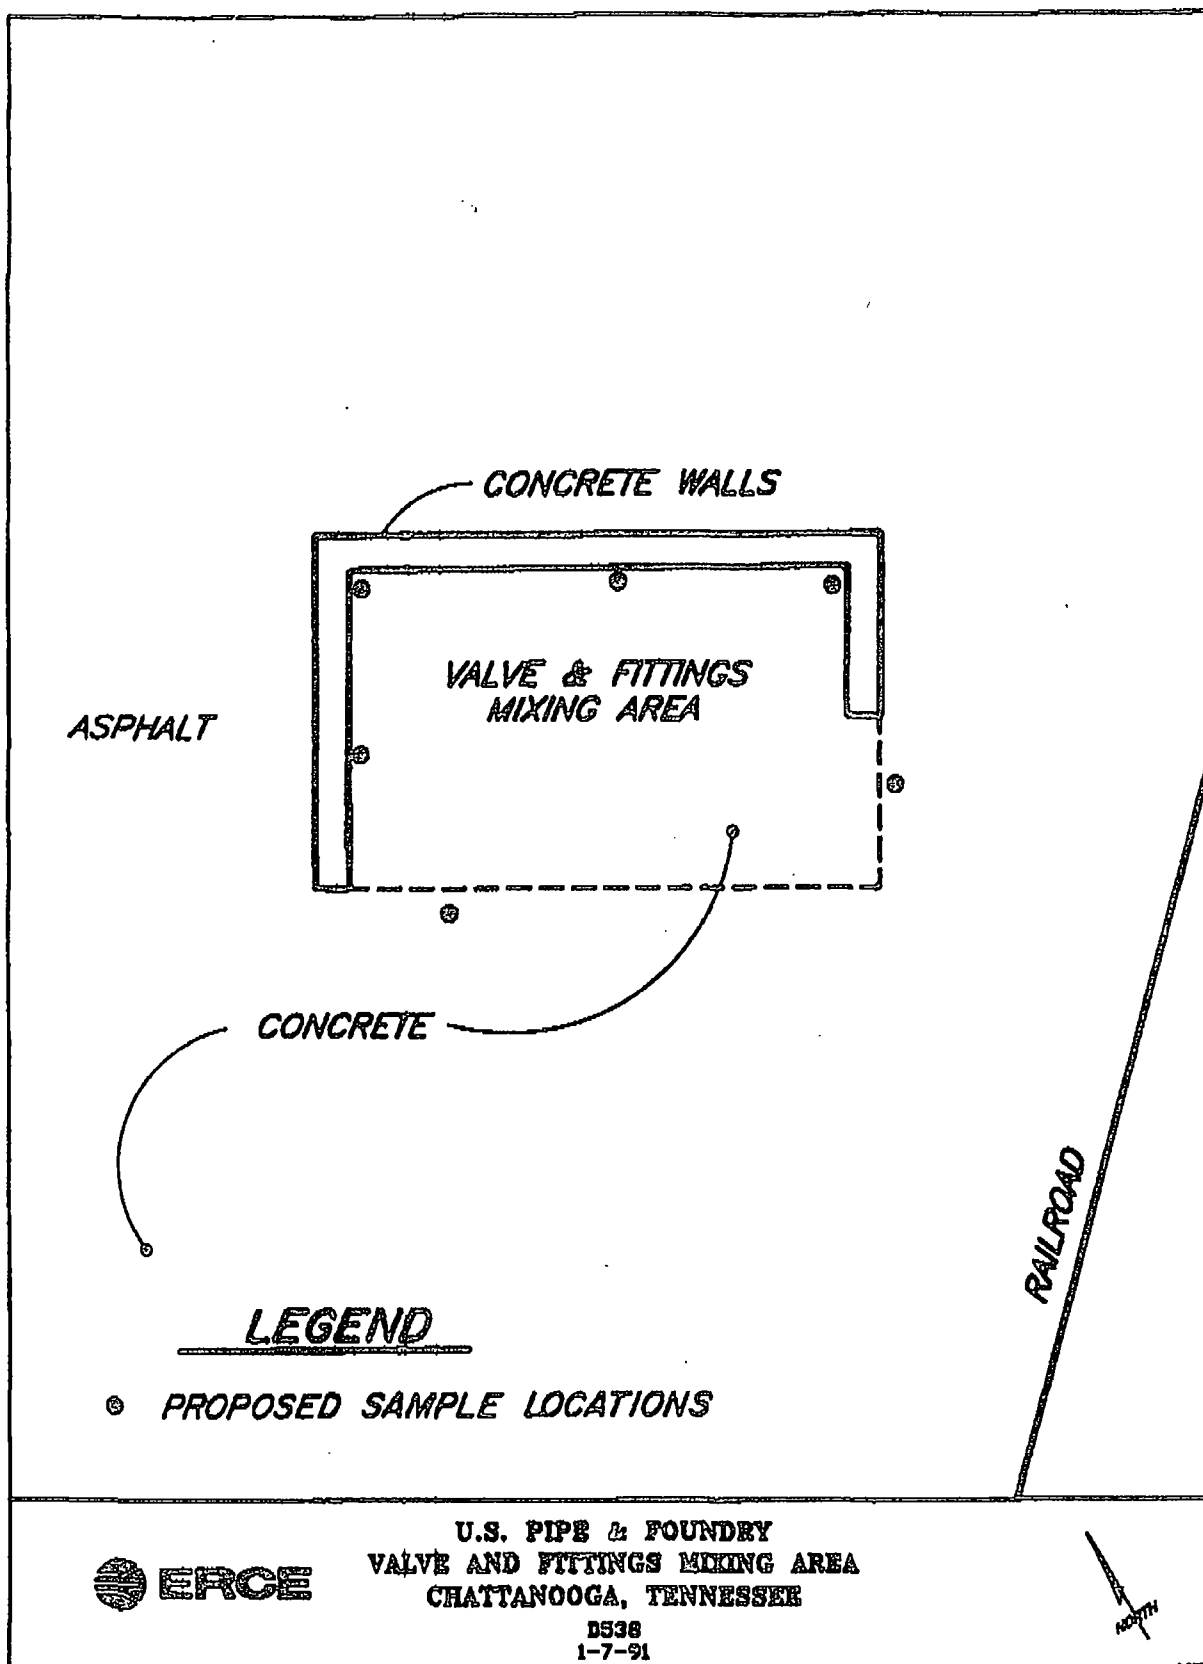 CONCRETE WALLS
VALVE & FITTINGS
MIXING AREA
ASPHALT
CONCRETE
RAILROAD
LEGEND
PROPOSED SAMPLE LOCATIONS
U.S. PIPE & FOUNDRY
VALVE AND FITTINGS MIXING AREA
CHATTANOOGA, TENNESSEE
D538
1-7-91
ERCE
NORTH